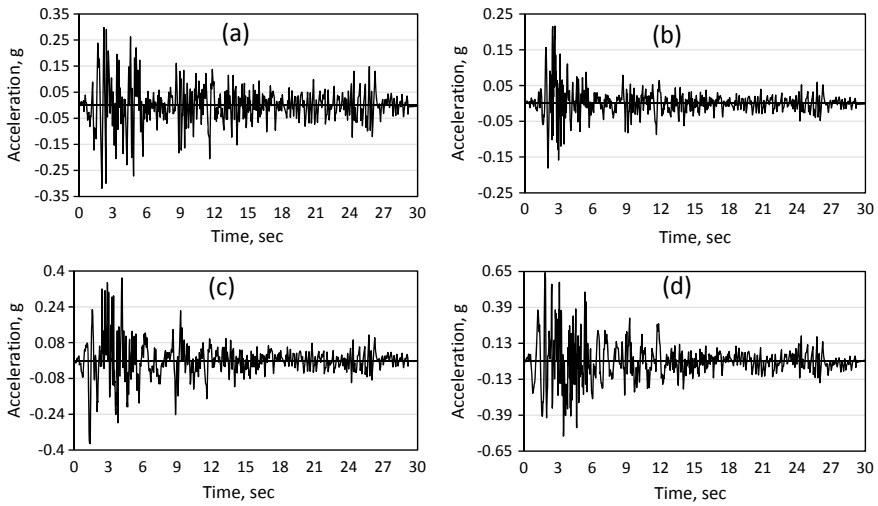 (a)
Acceleration, g
0.35
0.25
0.15
0.05
-0.05
-0.15
-0.25
-0.35
0 3 6 9 12 15 18 21 24 27 30
Time, sec
(b)
Acceleration, g
0.25
0.15
0.05
-0.05
-0.15
-0.25
0 3 6 9 12 15 18 21 24 27 30
Time, sec
(c)
Acceleration, g
0.4
0.24
0.08
-0.08
-0.24
-0.4
0 3 6 9 12 15 18 21 24 27 30
Time, sec
(d)
Acceleration, g
0.65
0.39
0.13
-0.13
-0.39
-0.65
0 3 6 9 12 15 18 21 24 27 30
Time, sec